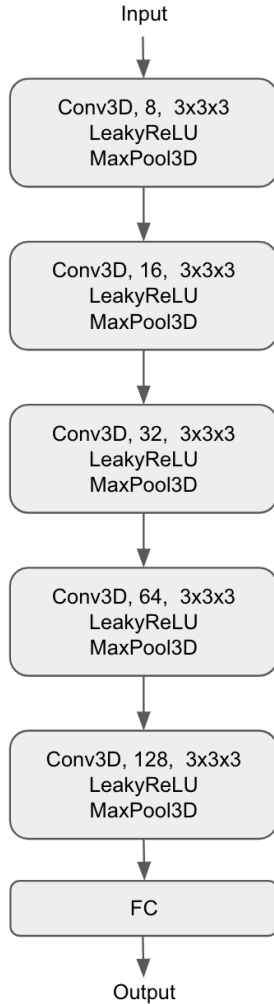 Input
Conv3D, 8, 3x3x3
LeakyReLU
MaxPool3D
Conv3D, 16, 3x3x3
LeakyReLU
MaxPool3D
Conv3D, 32, 3x3x3
LeakyReLU
MaxPool3D
Conv3D, 64, 3x3x3
LeakyReLU
MaxPool3D
Conv3D, 128, 3x3x3
LeakyReLU
MaxPool3D
FC
Output